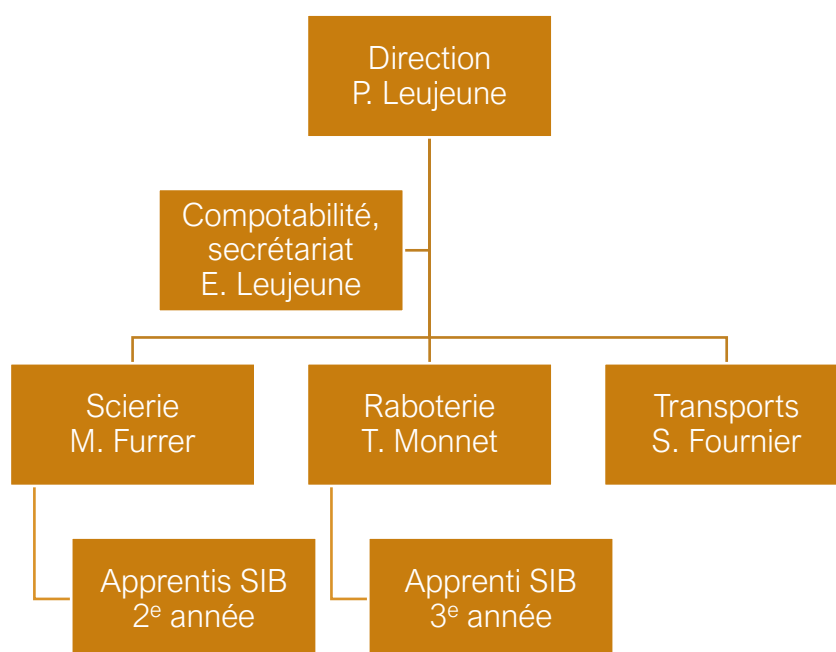 Direction
P. Leujeune
Compotabilité,
secrétariat
E. Leujeune
Scierie
M. Furrer
Raboterie
T. Monnet
Transports
S. Fournier
Apprentis SIB
2e année
Apprenti SIB
3e année